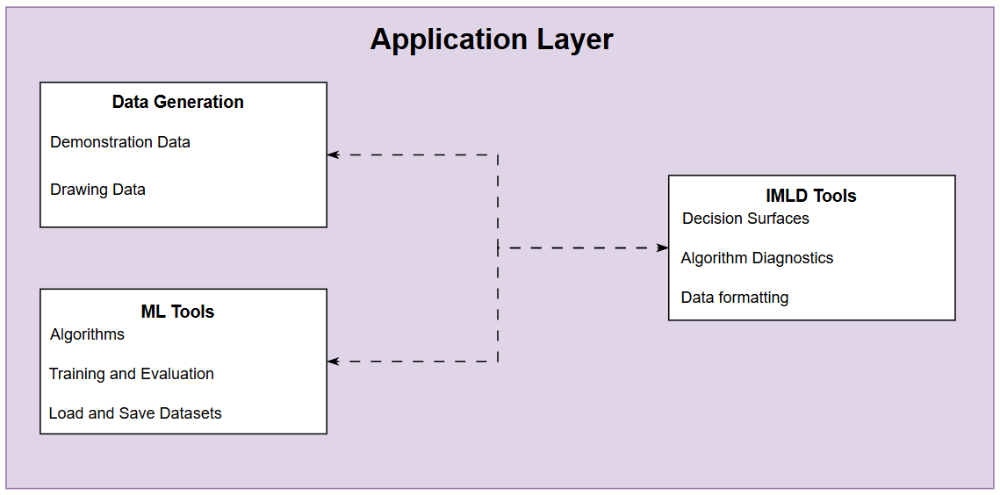 Application Layer
Data Generation
Demonstration Data
Drawing Data
ML Tools
Algorithms
Training and Evaluation
Load and Save Datasets
IMLD Tools
Decision Surfaces
Algorithm Diagnostics
Data formatting